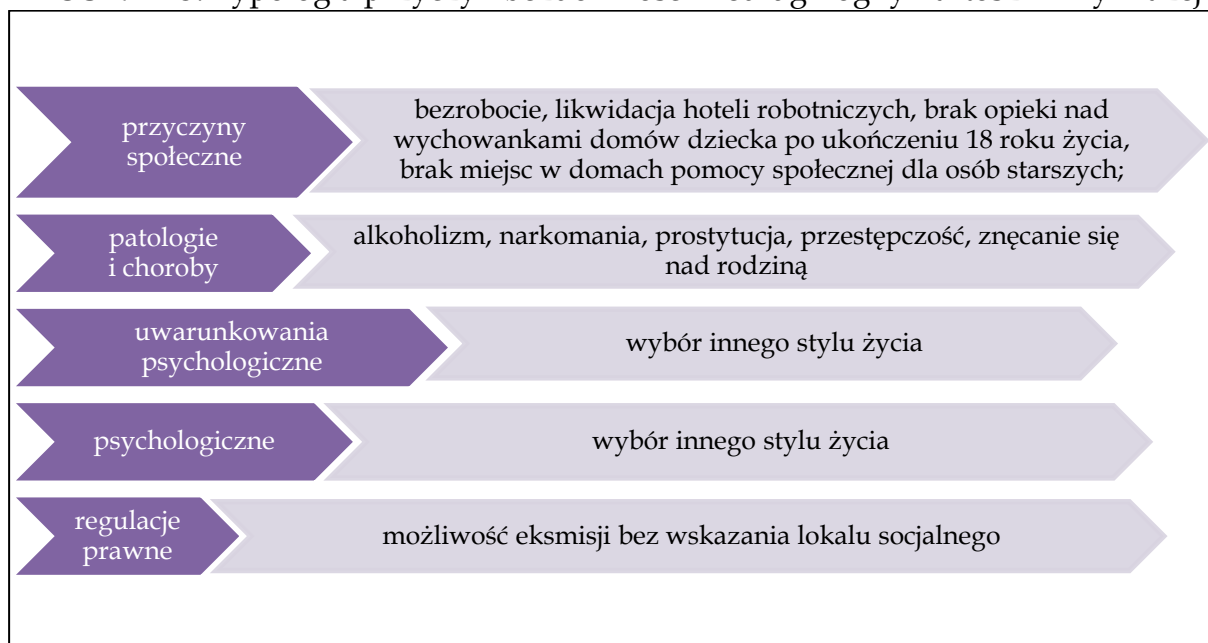 przyczyny
społeczne
bezrobocie, likwidacja hoteli robotniczych, brak opieki nad
wychowankami domów dziecka po ukończeniu 18 roku życia,
brak miejsc w domach pomocy społecznej dla osób starszych;
patologie
i choroby
alkoholizm, narkomania, prostytucja, przestępczość, znęcanie się
nad rodziną
uwarunkowania
psychologiczne
wybór innego stylu życia
psychologiczne
wybór innego stylu życia
regulacje
prawne
możliwość eksmisji bez wskazania lokalu socjalnego